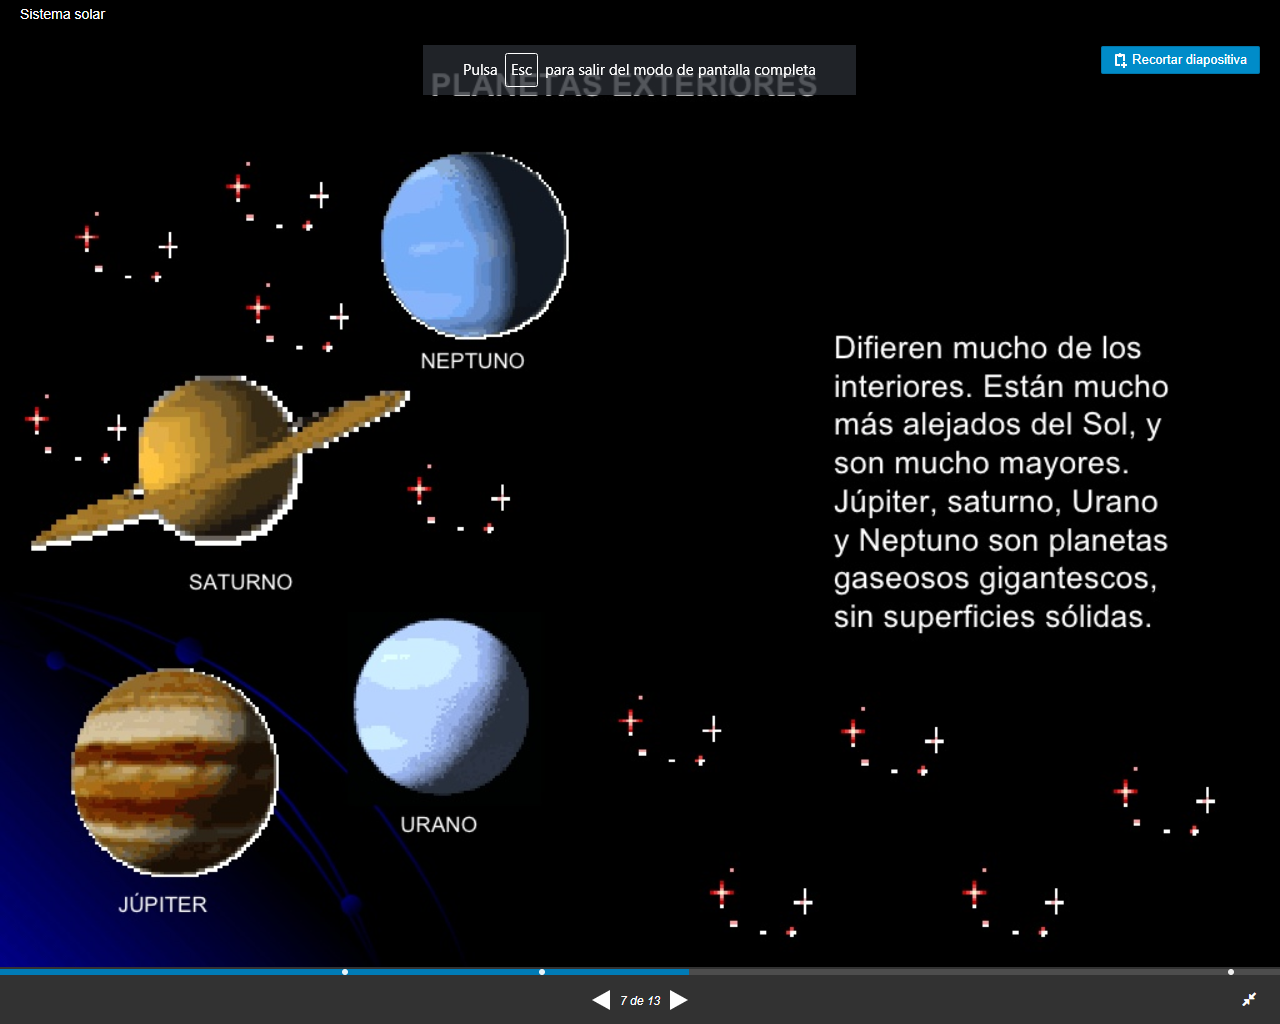 Sistema solar
Pulsa Esc para salir del modo de pantalla completa
Recortar diapositiva
PLANETAS EXTERIORES
NEPTUNO
Difieren mucho de los
interiores. Están mucho
más alejados del Sol, y
son mucho mayores.
Júpiter, saturno, Urano
y Neptuno son planetas
gaseosos gigantescos,
sin superficies sólidas.
SATURNO
URANO
JÚPITER
7 de 13